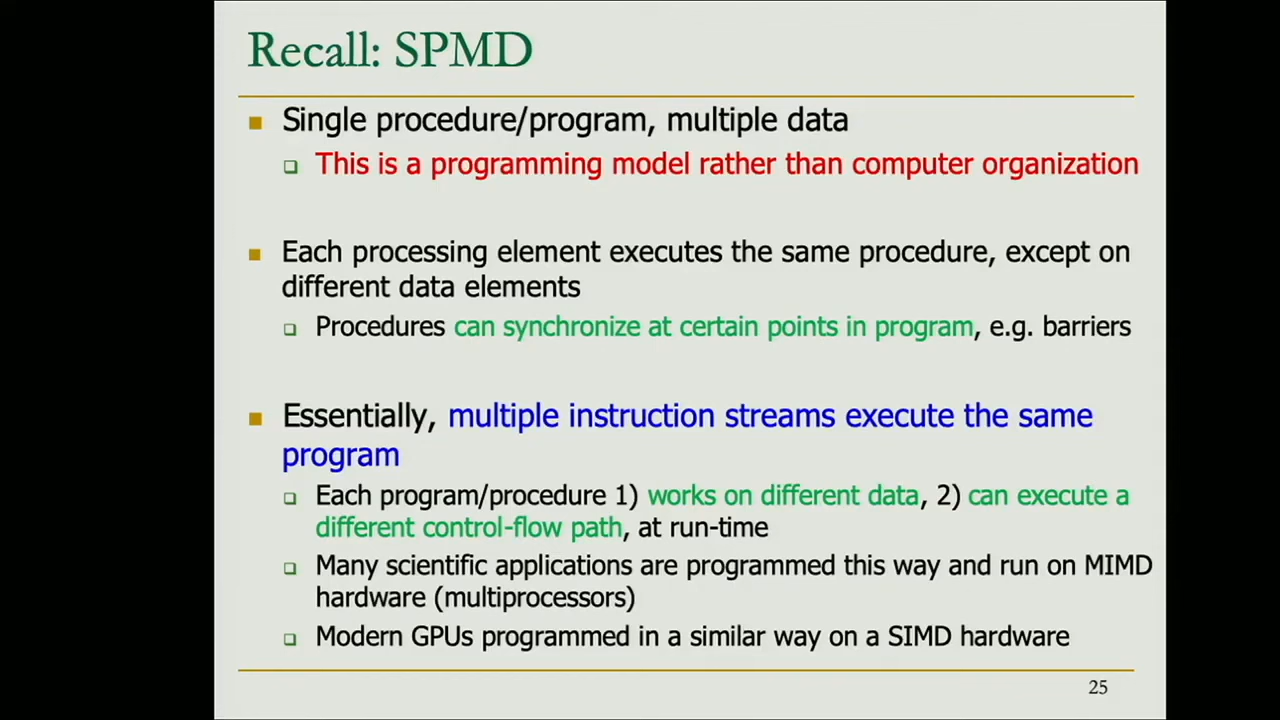 Recall: SPMD
Single procedure/program, multiple data
This is a programming model rather than computer organization
Each processing element executes the same procedure, except on
different data elements
Procedures can synchronize at certain points in program, e.g. barriers
Essentially, multiple instruction streams execute the same
program
Each program/procedure 1) works on different data, 2) can execute a
different control-flow path, at run-time
Many scientific applications are programmed this way and run on MIMD
hardware (multiprocessors)
Modern GPUs programmed in a similar way on a SIMD hardware
25